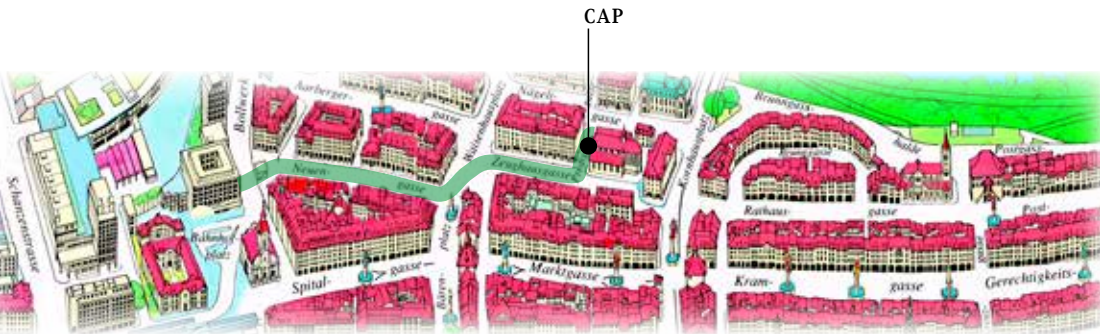 CAP
Nägeli-
gasse
Aarberger-
gasse
Bollwerk
Waisenhausplatz
Kornhausplatz
Brunngass-
halde
Zeughausgasse
Neuen-
gasse
Postgass-
Schanzenstrasse
Rathaus-
gasse
Post-
gasse
Bahnhof-
platz
platz
Bären-
Spital-
gasse
Marktgasse
Kram-
gasse
Gerechtigkeits-